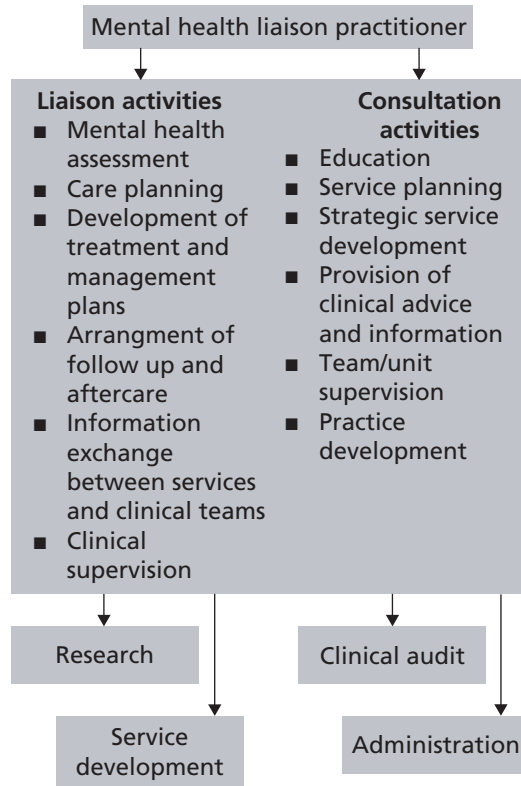 Mental health liaison practitioner
Liaison activities
■ Mental health
assessment
■ Care planning
■ Development of
treatment and
management
plans
■ Arrangment of
follow up and
aftercare
■ Information
exchange
between services
and clinical teams
■ Clinical
supervision
Consultation
activities
■ Education
■ Service planning
■ Strategic service
development
■ Provision of
clinical advice
and information
■ Team/unit
supervision
■ Practice
development
Research
Clinical audit
Service
development
Administration